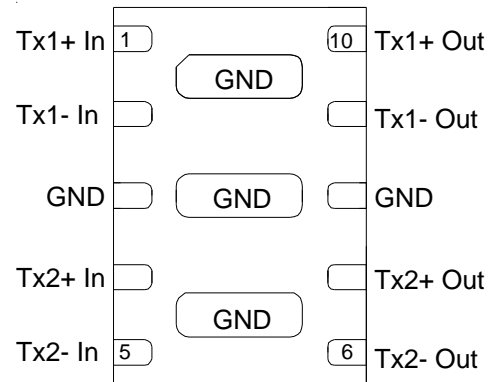 Tx1+ In 1 10 Tx1+ Out
GND
Tx1- In Tx1- Out
GND GND GND
Tx2+ In Tx2+ Out
GND
Tx2- In 5 6 Tx2- Out